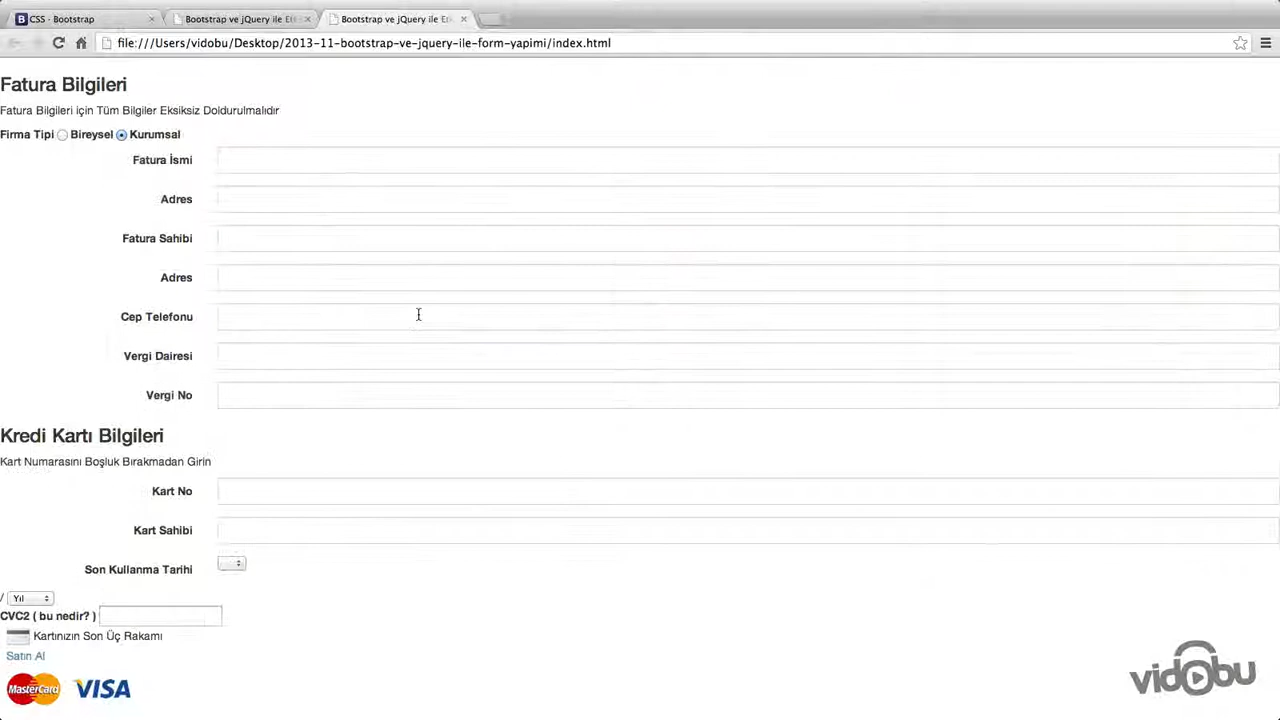 CSS · Bootstrap
Bootstrap ve jQuery ile
Bootstrap ve jQuery ile
file:///Users/vidobu/Desktop/2013-11-bootstrap-ve-jquery-ile-form-yapimi/index.html
Fatura Bilgileri
Fatura Bilgileri için Tüm Bilgiler Eksiksiz Doldurulmalıdır
Firma Tipi Bireysel Kurumsal
Fatura İsmi
Adres
Fatura Sahibi
Adres
Cep Telefonu
Vergi Dairesi
Vergi No
Kredi Kartı Bilgileri
Kart Numarasını Boşluk Bırakmadan Girin
Kart No
Kart Sahibi
Son Kullanma Tarihi
/ Yıl
CVC2 ( bu nedir? )
Kartınızın Son Üç Rakamı
Satın Al
MasterCard VISA
vidobu